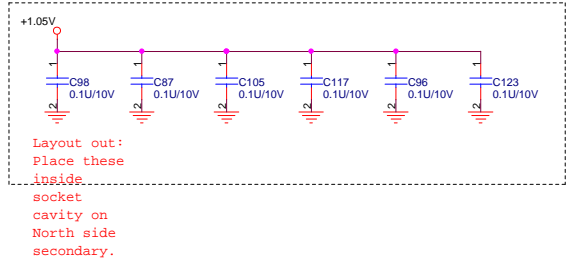 +1.05V
1 1 1 1 1 1
C98 C87 C105 C117 C96 C123
0.1U/10V 0.1U/10V 0.1U/10V 0.1U/10V 0.1U/10V 0.1U/10V
2 2 2 2 2 2
Layout out:
Place these
inside
socket
cavity on
North side
secondary.